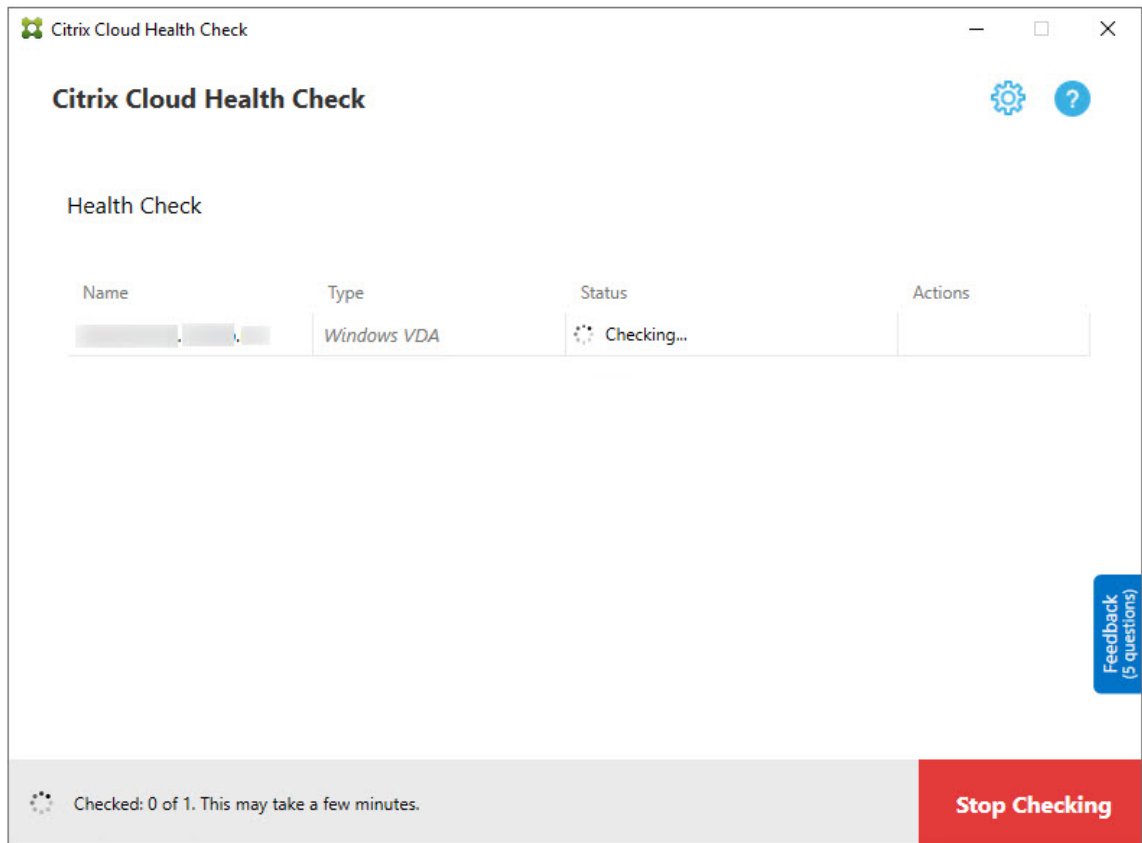 Citrix Cloud Health Check
Citrix Cloud Health Check
?
Health Check
Name Type Status Actions
Windows VDA Checking...
Feedback
(5 questions)
Checked: 0 of 1. This may take a few minutes.
Stop Checking